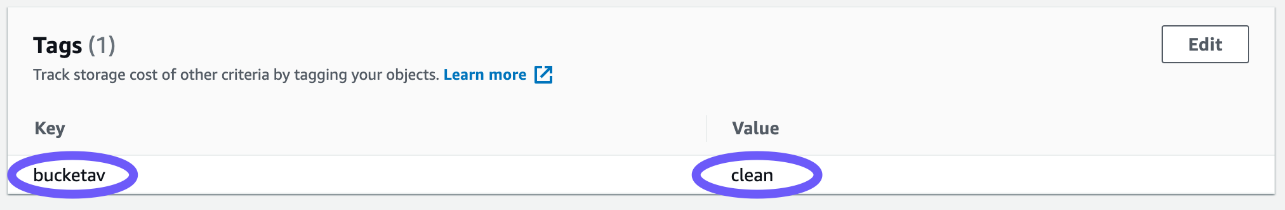 Tags (1)
Edit
Track storage cost of other criteria by tagging your objects. Learn more
Key Value
bucketav clean